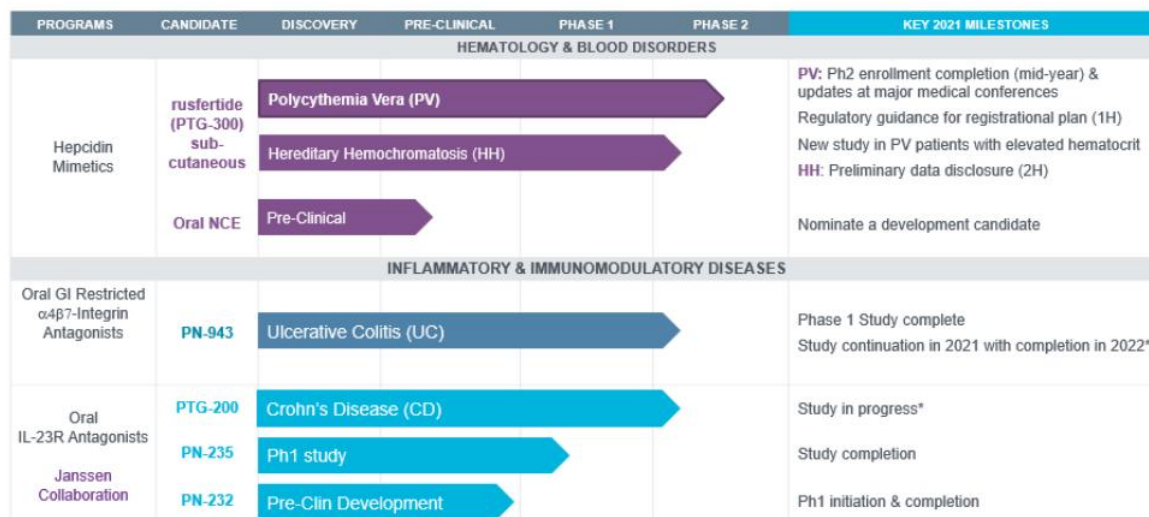 PROGRAMS CANDIDATE DISCOVERY PRE-CLINICAL PHASE 1 PHASE 2 KEY 2021 MILESTONES
HEMATOLOGY & BLOOD DISORDERS
Hepcidin
Mimetics
rusfertide
(PTG-300)
sub-
cutaneous
Polycythemia Vera (PV)
Hereditary Hemochromatosis (HH)
PV: Ph2 enrollment completion (mid-year) &
updates at major medical conferences
Regulatory guidance for registrational plan (1H)
New study in PV patients with elevated hematocrit
HH: Preliminary data disclosure (2H)
Oral NCE
Pre-Clinical
Nominate a development candidate
INFLAMMATORY & IMMUNOMODULATORY DISEASES
Oral GI Restricted
α4β7-Integrin
Antagonists
PN-943
Ulcerative Colitis (UC)
Phase 1 Study complete
Study continuation in 2021 with completion in 2022*
Oral
IL-23R Antagonists
Janssen
Collaboration
PTG-200
Crohn's Disease (CD)
Study in progress*
PN-235
Ph1 study
Study completion
PN-232
Pre-Clin Development
Ph1 initiation & completion